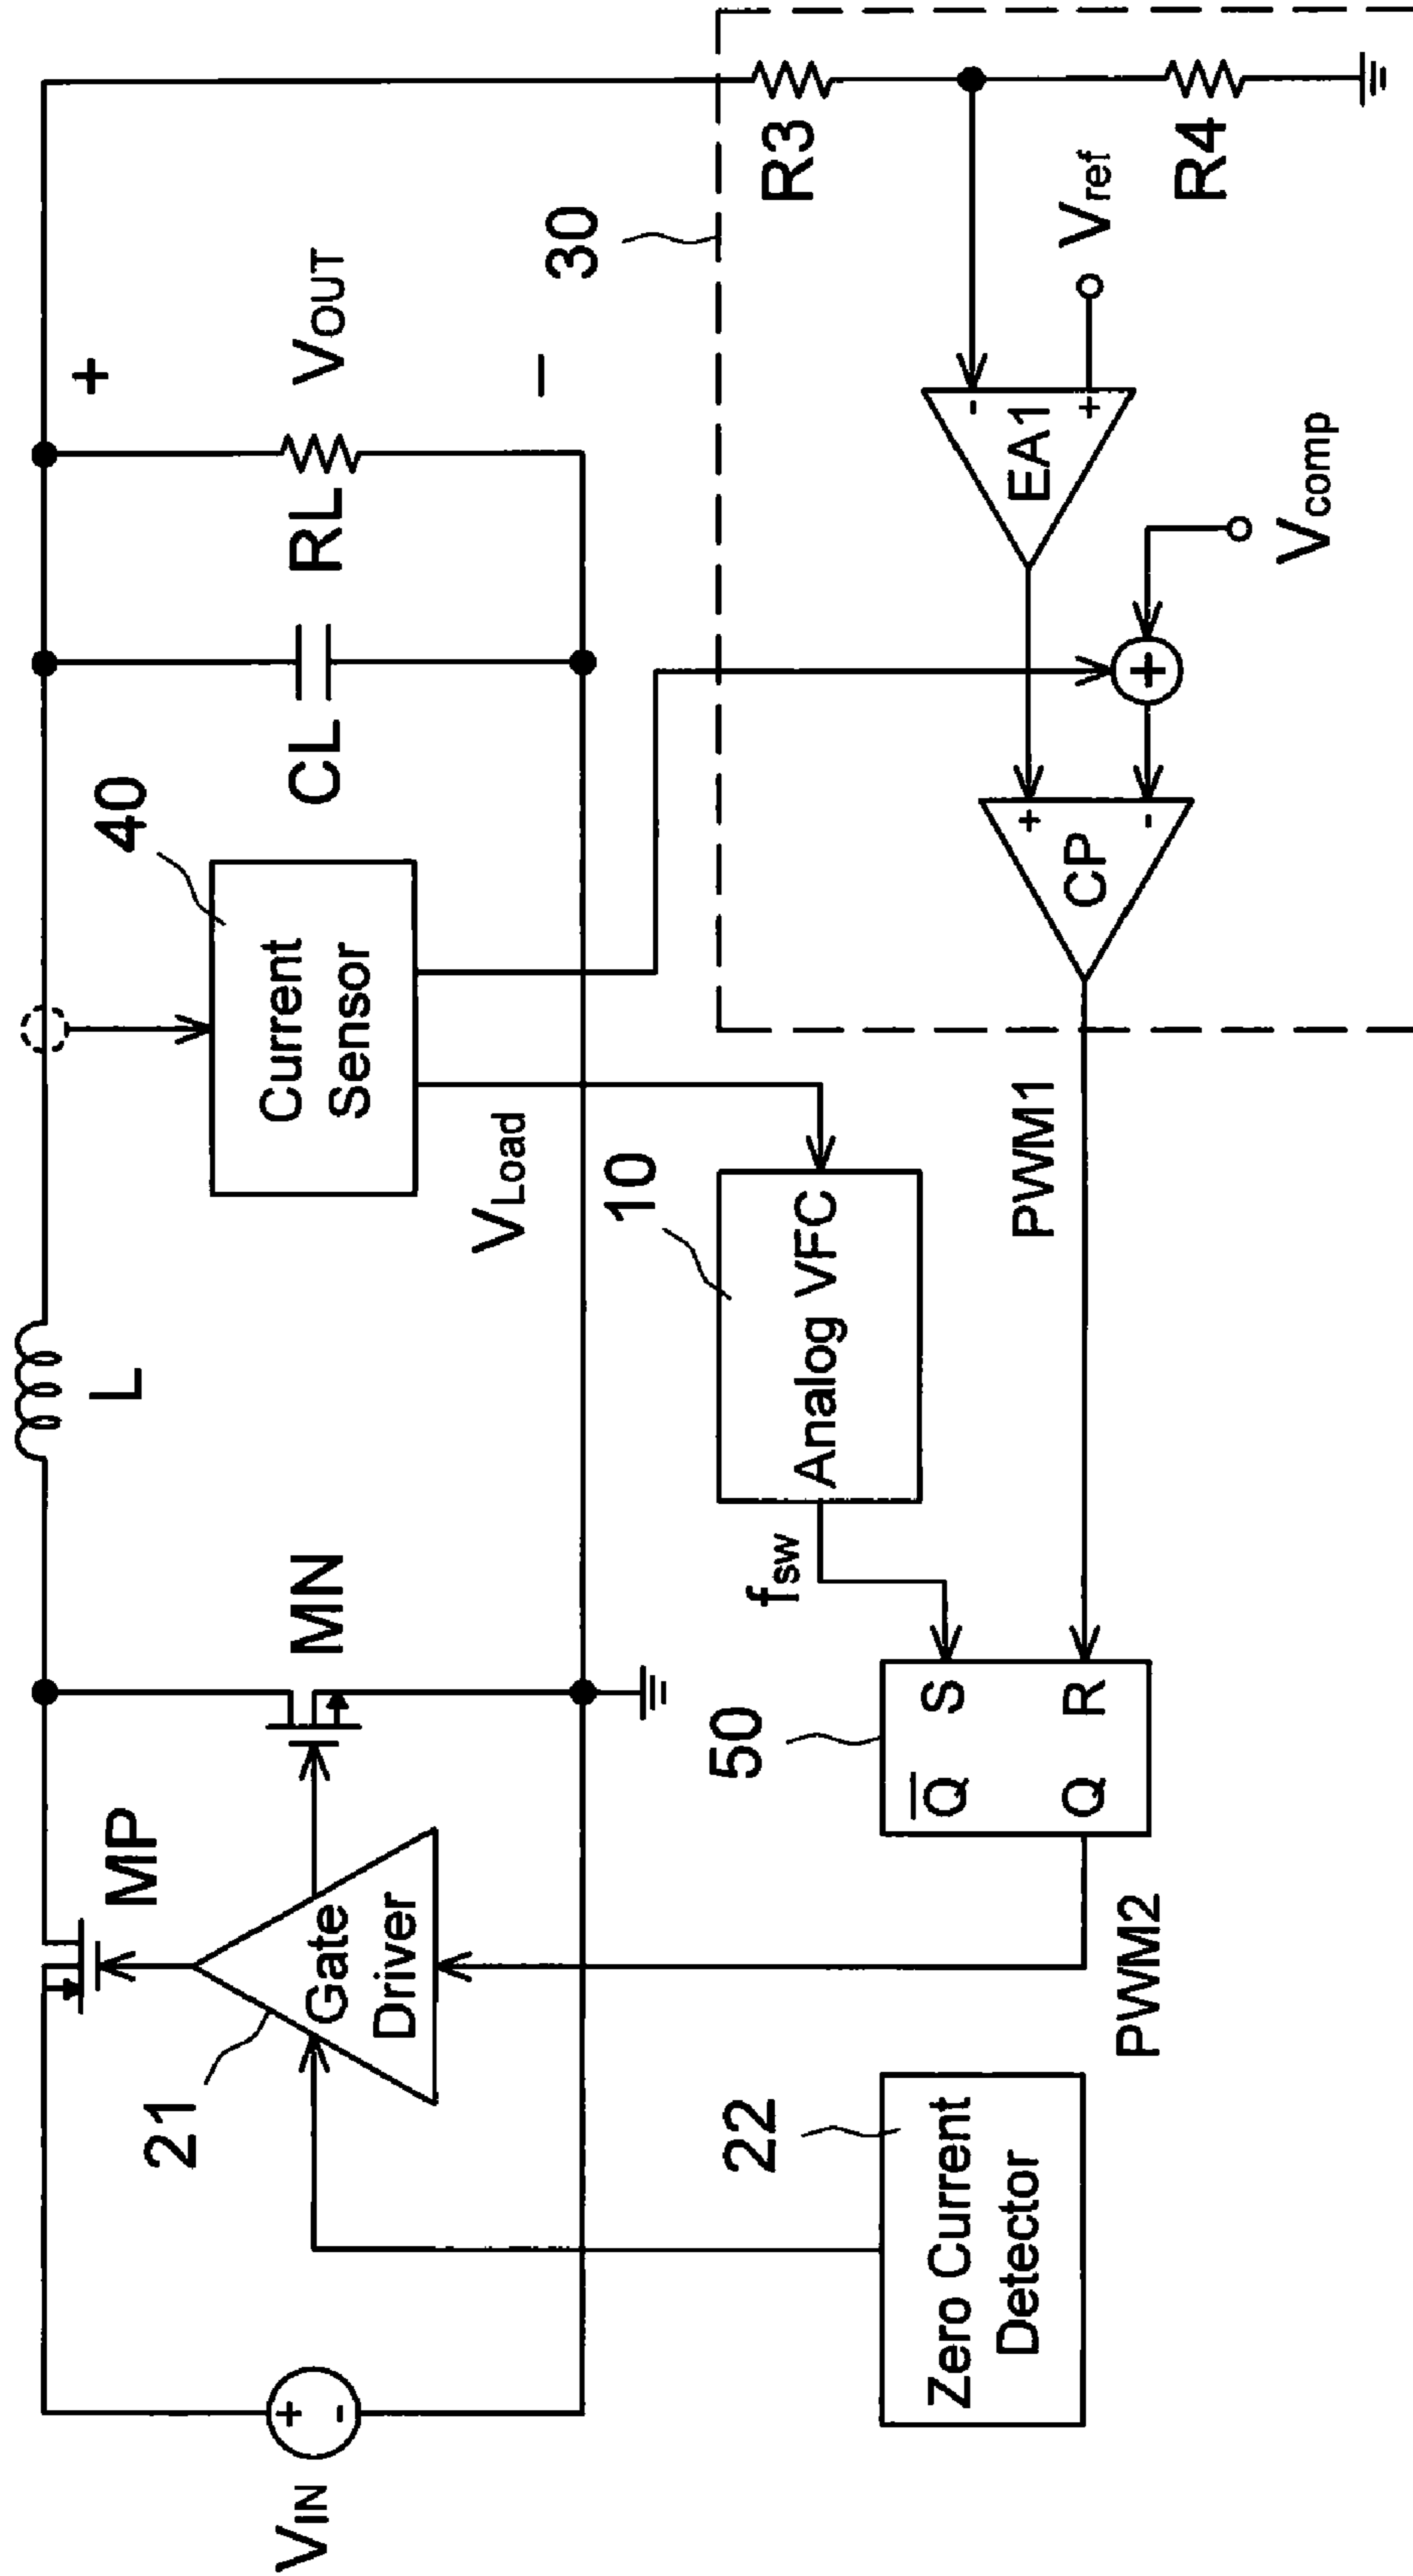 VIN
+
-
MP
21
Gate
Driver
MN
L
40
Current
Sensor
CL
RL
+
VOUT
−
VLoad
30
R3
R4
Vref
-
+
EA1
Vcomp
+
+
-
CP
PWM1
10
Analog VFC
fsw
50
Q̅
S
Q
R
PWM2
22
Zero Current
Detector